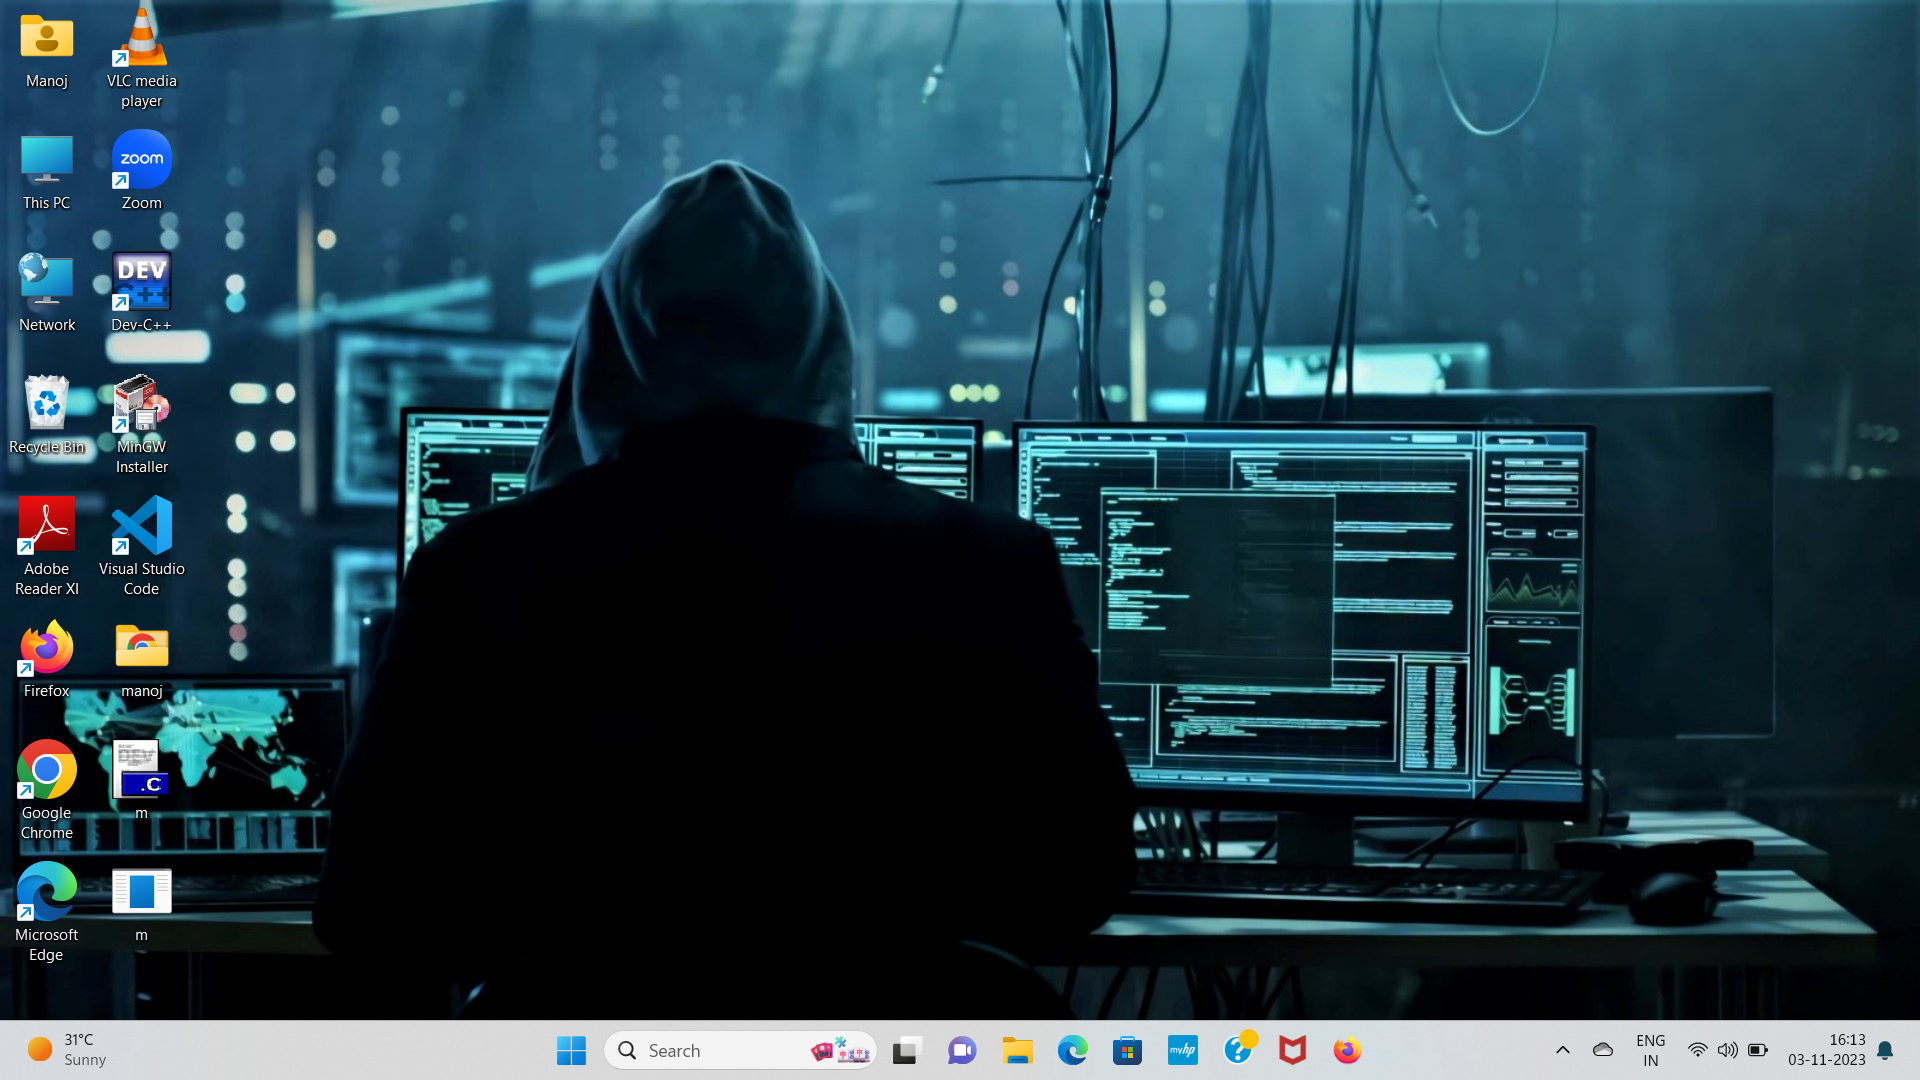 Manoj
VLC media
player
zoom
This PC
Zoom
DEV
C++
Network
Dev-C++
Recycle Bin
MinGW
Installer
Adobe
Reader XI
Visual Studio
Code
Firefox
manoj
.C
Google
Chrome
m
Microsoft
Edge
m
31°C
Sunny
Search
myhp
?
ENG
IN
16:13
03-11-2023